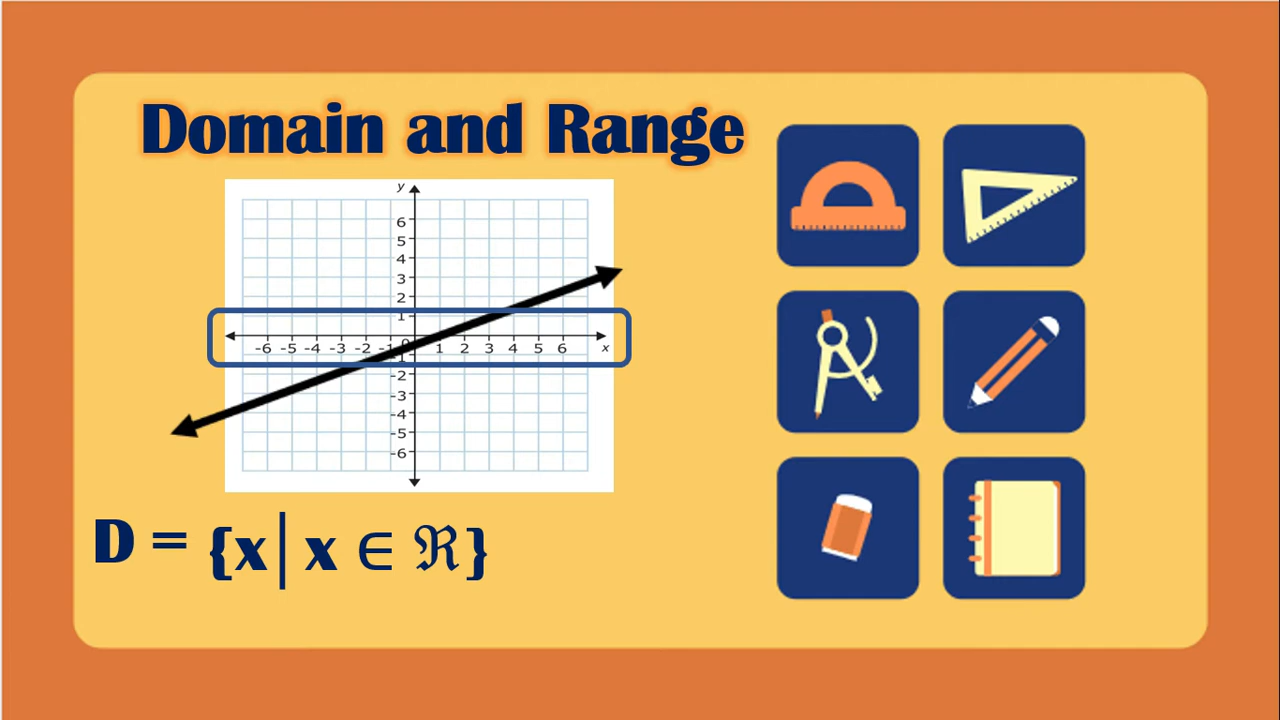 Domain and Range
y
6
5
4
3
2
1
-6 -5 -4 -3 -2 -1 0 1 2 3 4 5 6 x
-2
-3
-4
-5
-6
D = {x| x ∈ ℜ}